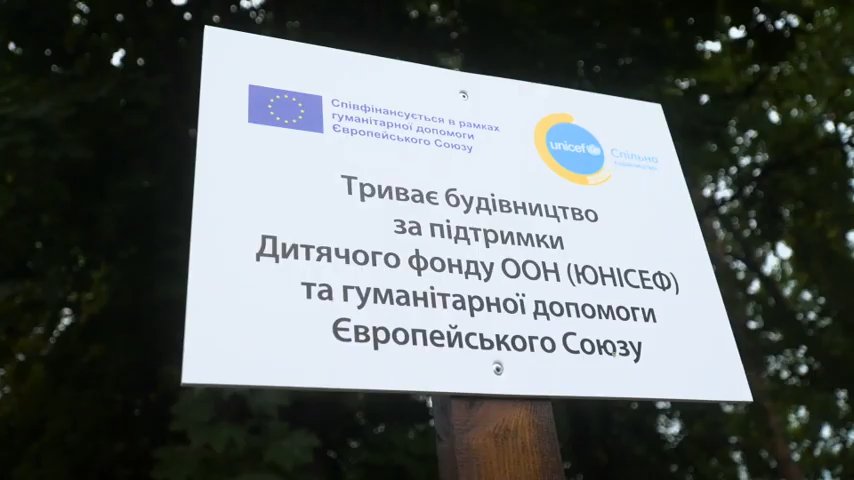 Співфінансується в рамках
гуманітарної допомоги
Європейського Союзу
unicef
Спільно
Триває будівництво
за підтримки
Дитячого фонду ООН (ЮНІСЕФ)
та гуманітарної допомоги
Європейського Союзу